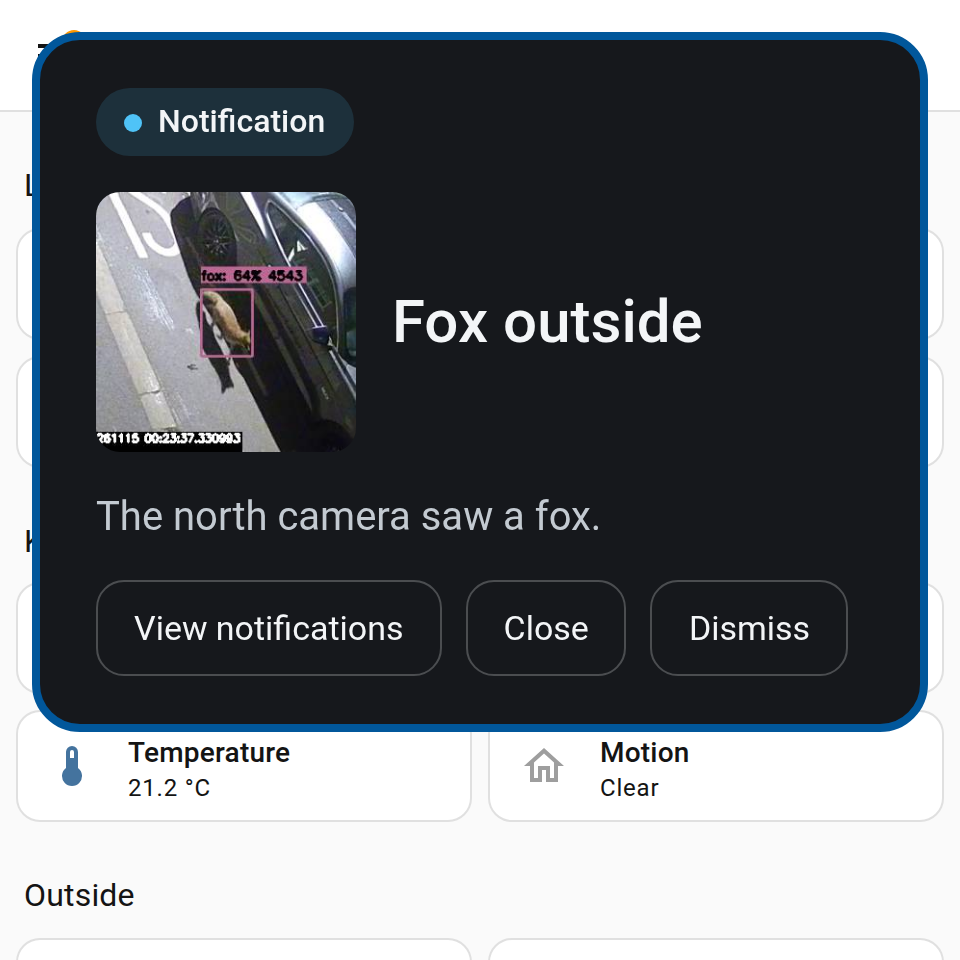 Notification
fox: 64% 4543
261115 00:23:37.330993
Fox outside
The north camera saw a fox.
View notifications
Close
Dismiss
Temperature
21.2 °C
Motion
Clear
Outside